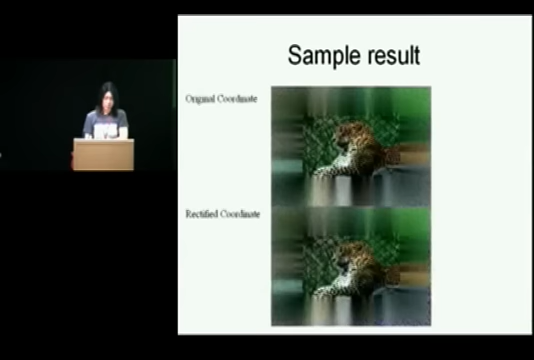 Sample result
Original Coordinate
Rectified Coordinate